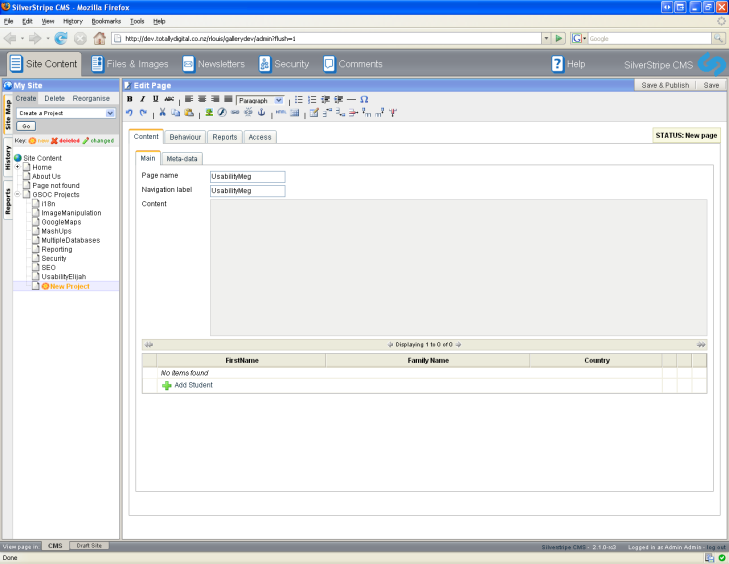 SilverStripe CMS - Mozilla Firefox
File Edit View History Bookmarks Tools Help
http://dev.totallydigital.co.nz/rlouis/gallerydev/admin?flush=1
Google
Site Content Files & Images Newsletters Security Comments Help SilverStripe CMS
My Site Edit Page Save & Publish Save
Create Delete Reorganise
Create a Project
Go
Key: new deleted changed
Site Map
History
Reports
Site Content
Home
About Us
Page not found
GSOC Projects
i18n
ImageManipulation
GoogleMaps
MashUps
MultipleDatabases
Reporting
Security
SEO
UsabilityElijah
New Project
B I U ABC Paragraph Ω
HTML
Content Behaviour Reports Access STATUS: New page
Main Meta-data
Page name UsabilityMeg
Navigation label UsabilityMeg
Content
Displaying 1 to 0 of 0
FirstName Family Name Country
No items found
Add Student
View page in: CMS Draft Site SilverStripe CMS - 2.1.0-rc3 Logged in as Admin Admin log out
Done